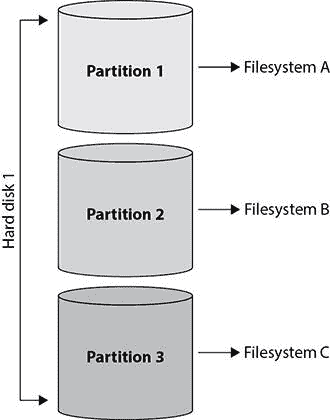 Partition 1
Filesystem A
Hard disk 1
Partition 2
Filesystem B
Partition 3
Filesystem C